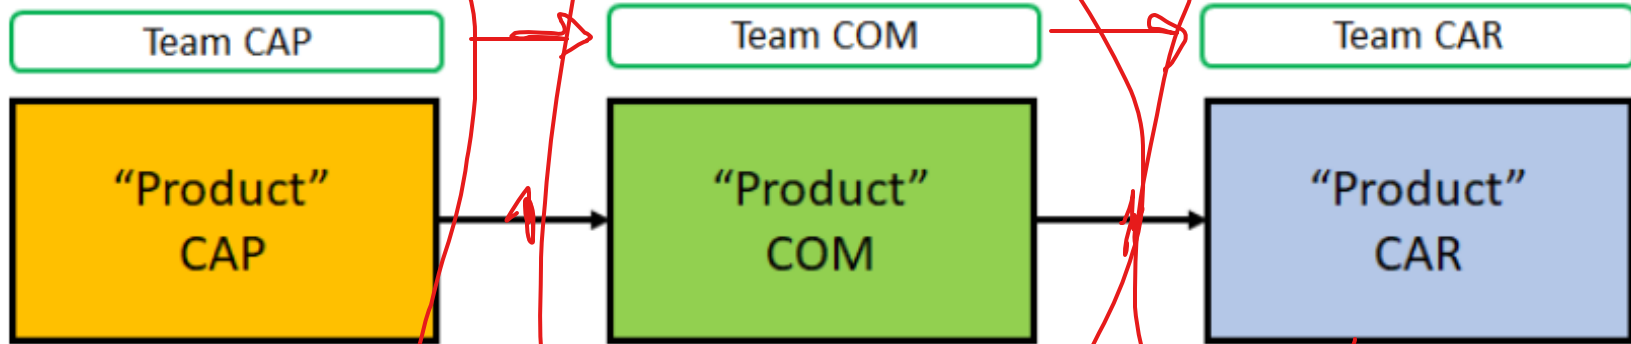 Team CAP
Team COM
Team CAR
“Product”
CAP
“Product”
COM
“Product”
CAR